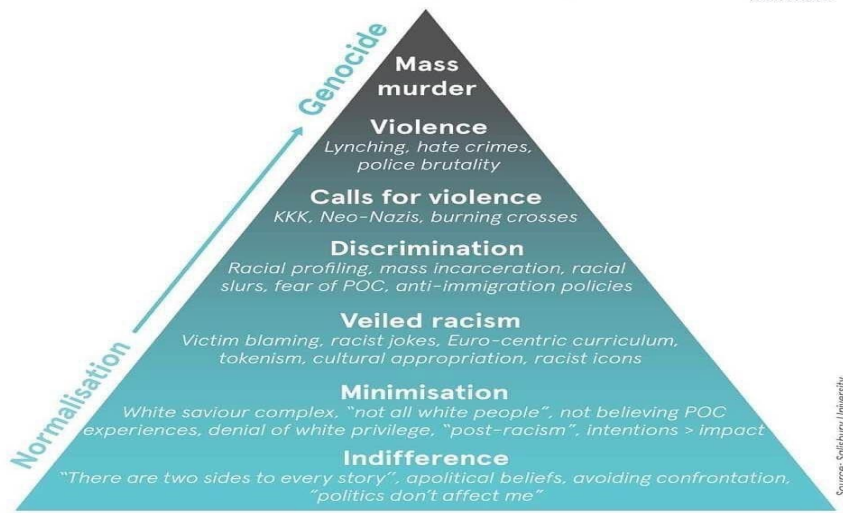 Mass
murder
Genocide
Violence
Lynching, hate crimes,
police brutality
Calls for violence
KKK, Neo-Nazis, burning crosses
Discrimination
Racial profiling, mass incarceration, racial
slurs, fear of POC, anti-immigration policies
Veiled racism
Victim blaming, racist jokes, Euro-centric curriculum,
tokenism, cultural appropriation, racist icons
Normalisation
Minimisation
White saviour complex, "not all white people", not believing POC
experiences, denial of white privilege, "post-racism", intentions > impact
Indifference
"There are two sides to every story", apolitical beliefs, avoiding confrontation,
"politics don't affect me"
Source: Salisbury University